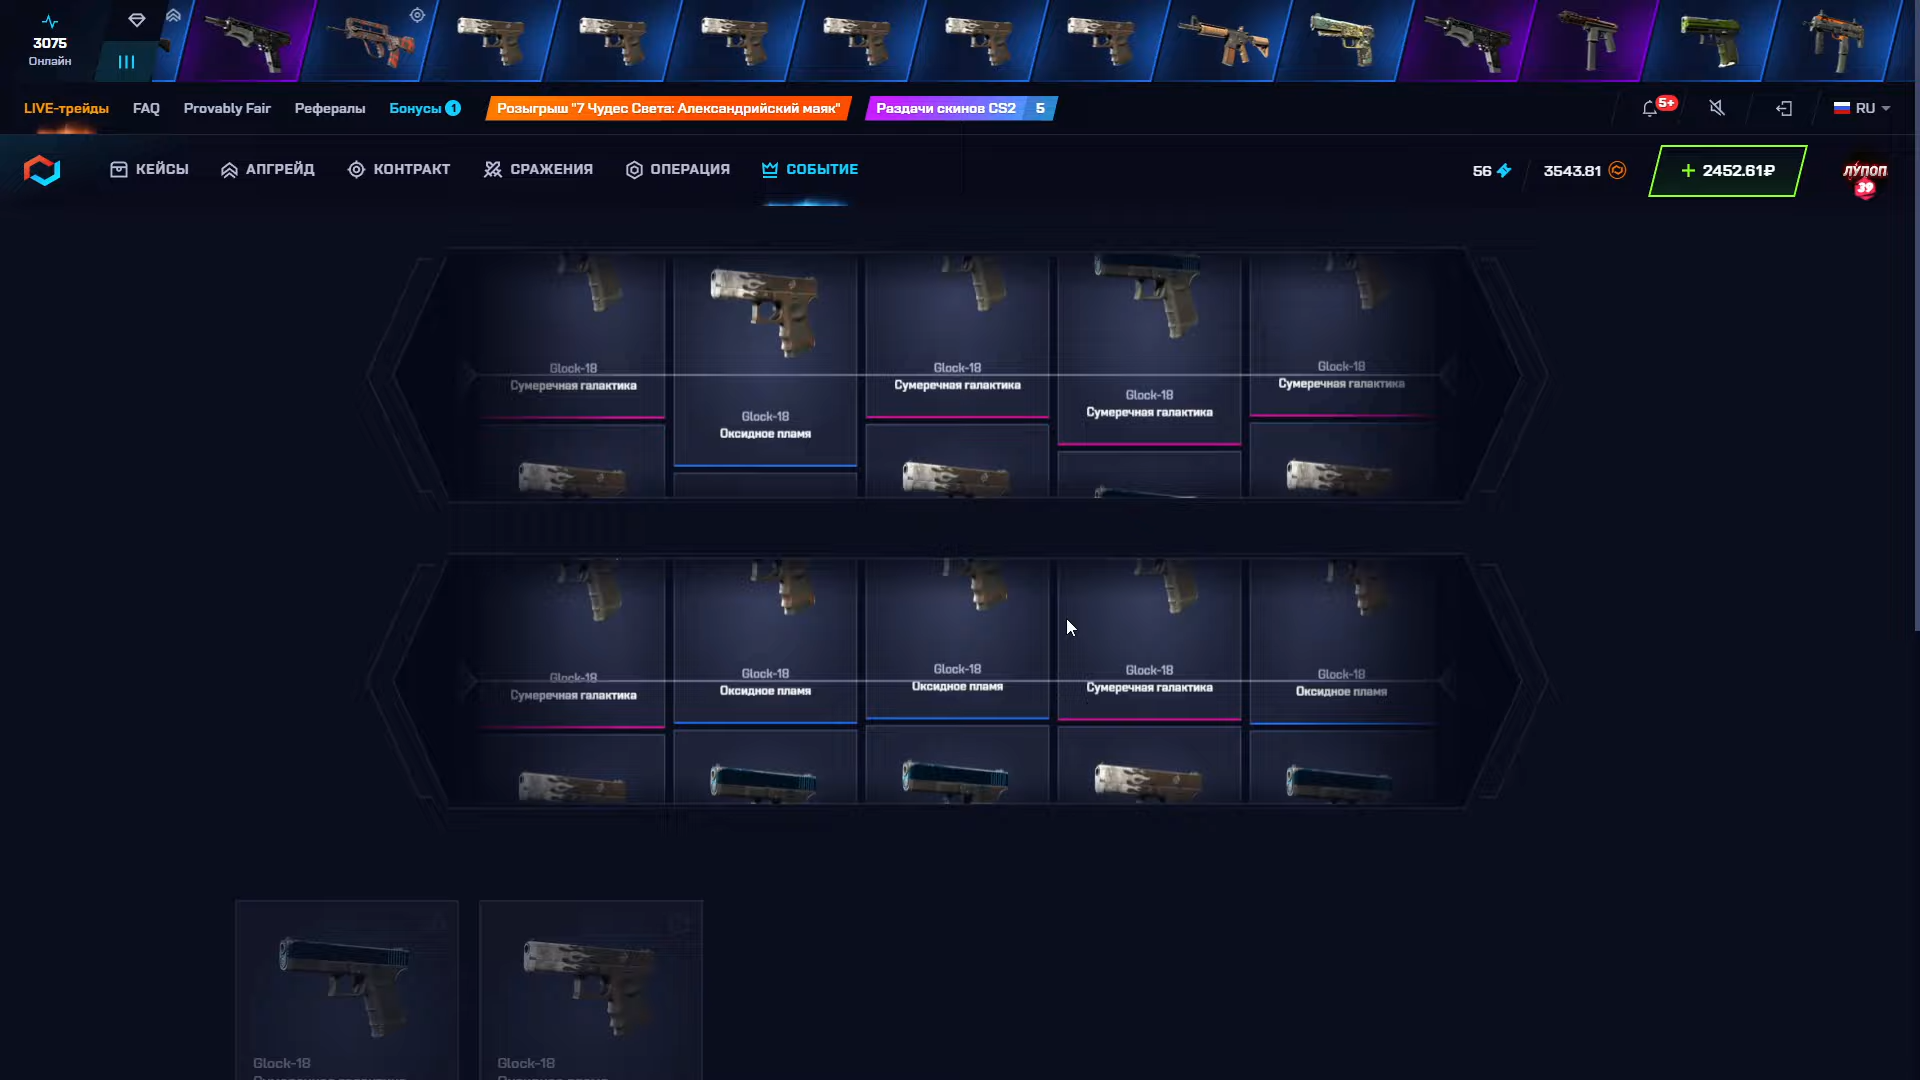 3075
Онлайн
LIVE-трейды
FAQ
Provably Fair
Рефералы
Бонусы 1
Розыгрыш "7 Чудес Света: Александрийский маяк"
Раздачи скинов CS2 5
5+
RU
КЕЙСЫ
АПГРЕЙД
КОНТРАКТ
СРАЖЕНИЯ
ОПЕРАЦИЯ
СОБЫТИЕ
56
3543.81
+ 2452.61₽
ЛУПОП
39
Glock-18
Сумеречная галактика
Glock-18
Оксидное пламя
Glock-18
Сумеречная галактика
Glock-18
Сумеречная галактика
Glock-18
Сумеречная галактика
Glock-18
Сумеречная галактика
Glock-18
Оксидное пламя
Glock-18
Оксидное пламя
Glock-18
Сумеречная галактика
Glock-18
Оксидное пламя
Glock-18
Glock-18